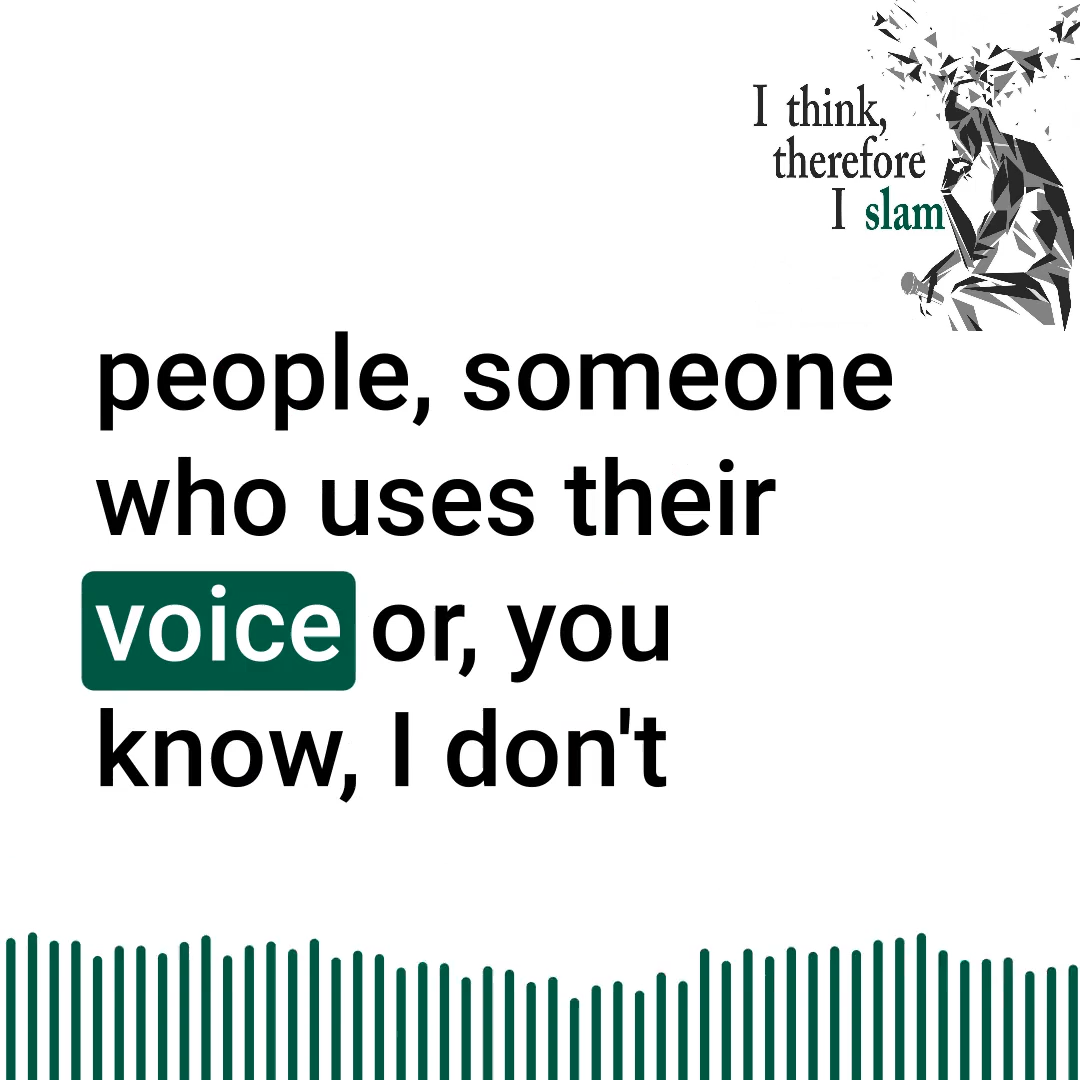 I think,
therefore
I slam
people, someone
who uses their
voice or, you
know, I don't